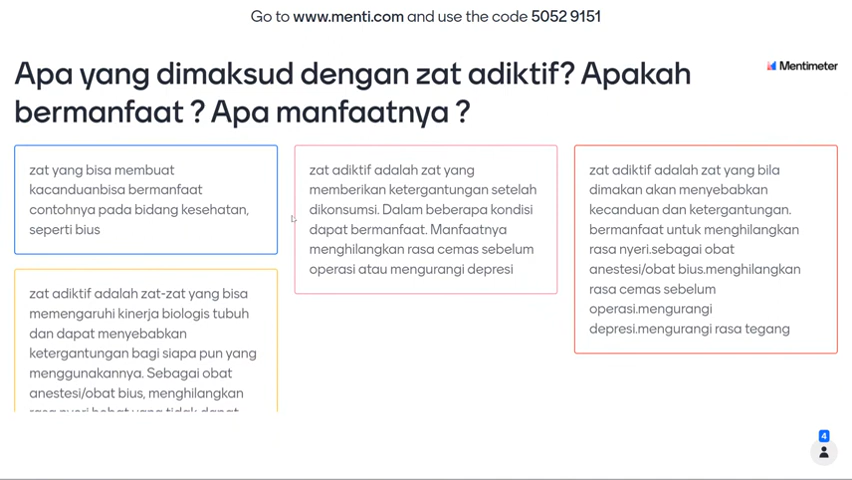 Go to www.menti.com and use the code 5052 9151
Apa yang dimaksud dengan zat adiktif? Apakah
bermanfaat ? Apa manfaatnya ?
Mentimeter
zat yang bisa membuat
kacanduanbisa bermanfaat
contohnya pada bidang kesehatan,
seperti bius
zat adiktif adalah zat-zat yang bisa
memengaruhi kinerja biologis tubuh
dan dapat menyebabkan
ketergantungan bagi siapa pun yang
menggunakannya. Sebagai obat
anestesi/obat bius, menghilangkan
zat adiktif adalah zat yang
memberikan ketergantungan setelah
dikonsumsi. Dalam beberapa kondisi
dapat bermanfaat. Manfaatnya
menghilangkan rasa cemas sebelum
operasi atau mengurangi depresi
zat adiktif adalah zat yang bila
dimakan akan menyebabkan
kecanduan dan ketergantungan.
bermanfaat untuk menghilangkan
rasa nyeri.sebagai obat
anestesi/obat bius.menghilangkan
rasa cemas sebelum
operasi.mengurangi
depresi.mengurangi rasa tegang
4